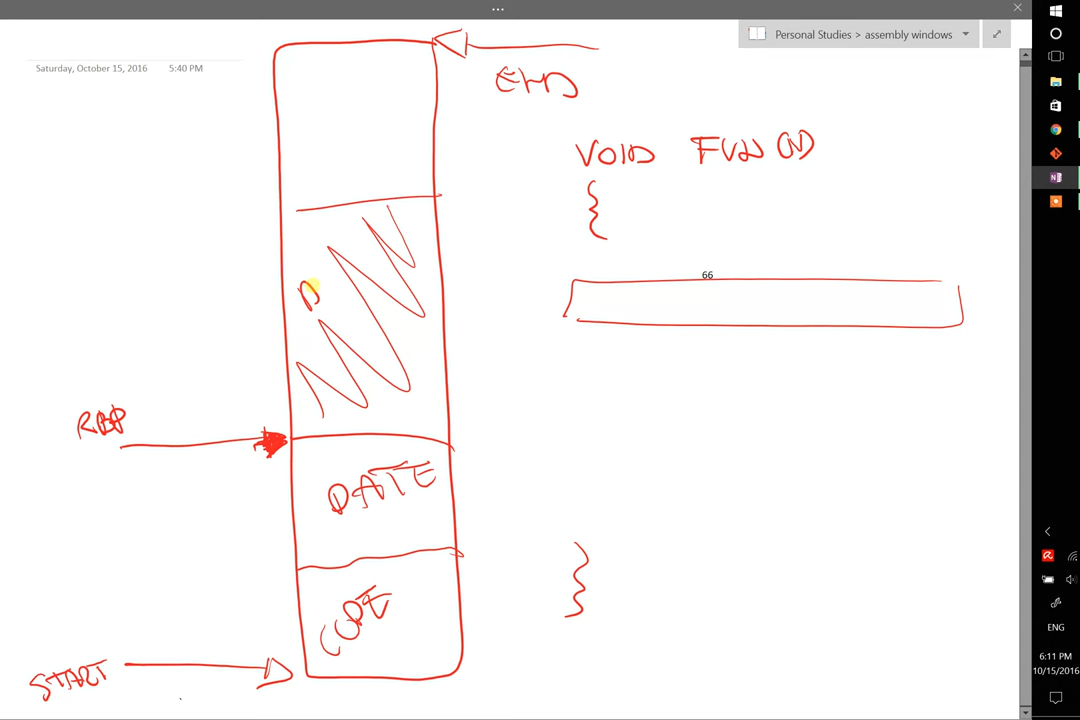 Personal Studies > assembly windows
Saturday, October 15, 2016 5:40 PM
END
VOID FUN ()
{
66
D
RBP
DATE
CODE
}
START
N
ENG
6:11 PM
10/15/2016